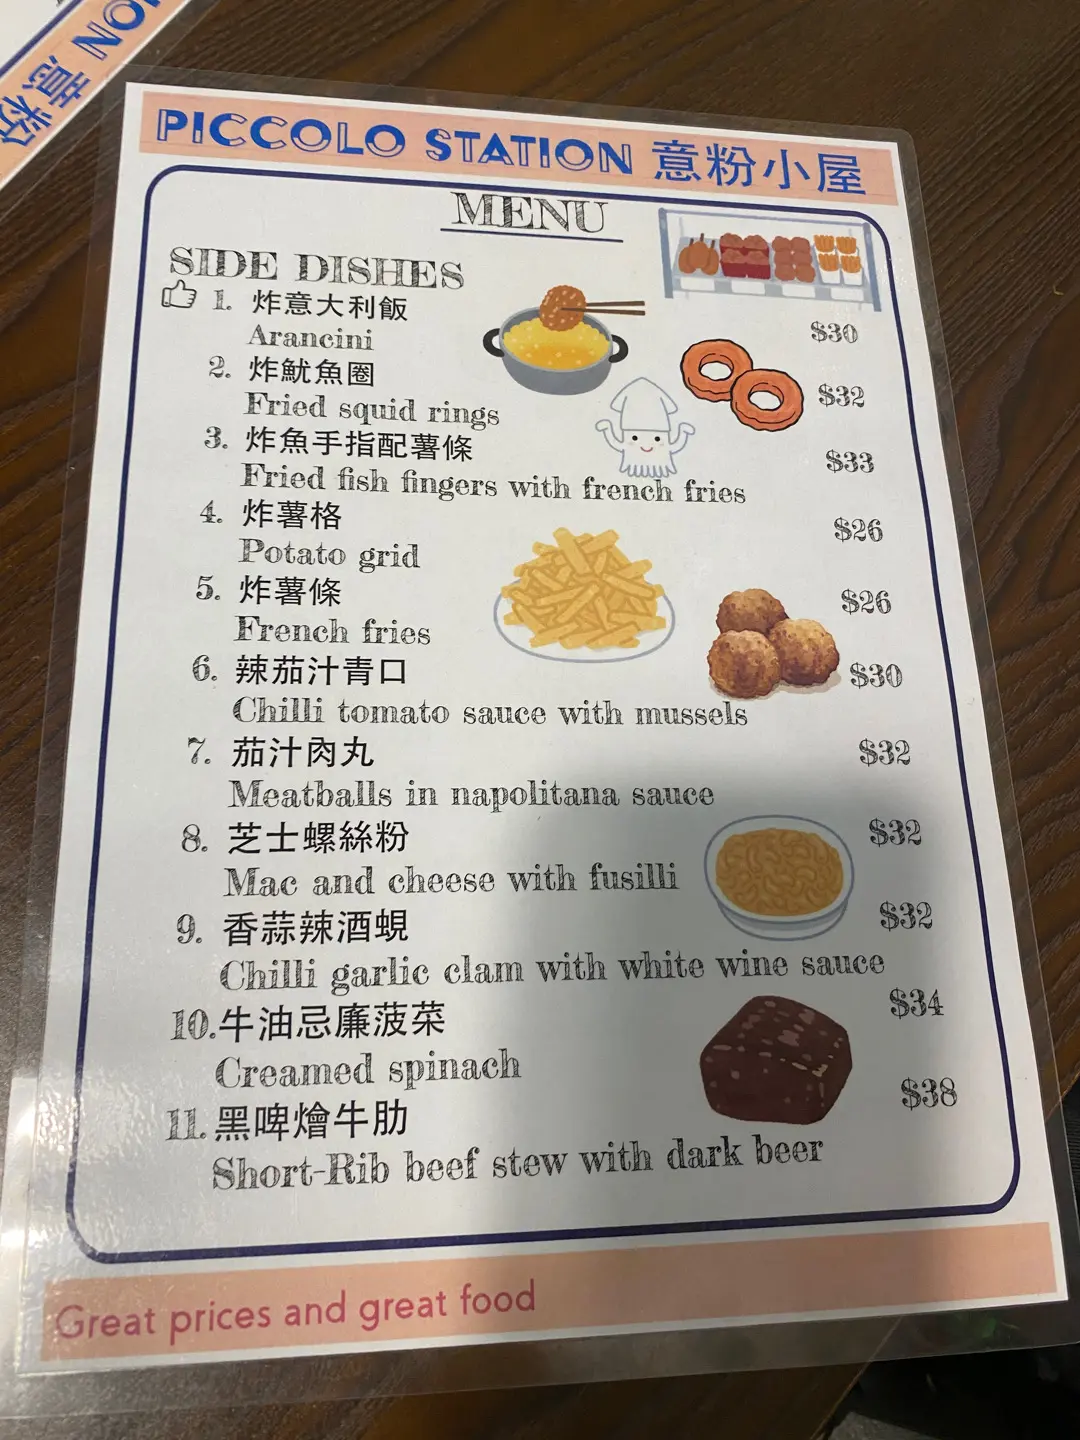 ION 意粉
PICCOLO STATION 意粉小屋
MENU
SIDE DISHES
1. 炸意大利飯
Arancini $30
2. 炸魷魚圈
Fried squid rings $32
3. 炸魚手指配薯條
Fried fish fingers with french fries $33
4. 炸薯格
Potato grid $26
5. 炸薯條
French fries $26
6. 辣茄汁青口
Chilli tomato sauce with mussels $30
7. 茄汁肉丸
Meatballs in napolitana sauce $32
8. 芝士螺絲粉
Mac and cheese with fusilli $32
9. 香蒜辣酒蜆
Chilli garlic clam with white wine sauce $32
10. 牛油忌廉菠菜
Creamed spinach $34
11. 黑啤燴牛肋
Short-Rib beef stew with dark beer $38
Great prices and great food